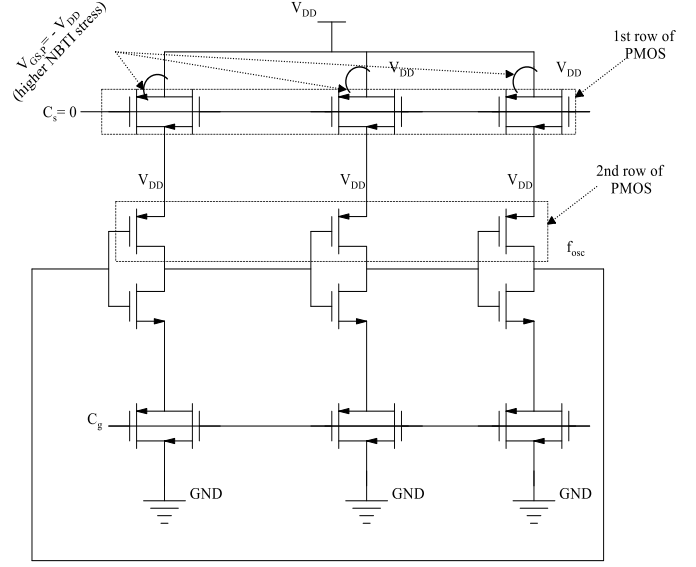 V_DD
V_GS,P = - V_DD
(higher NBTI stress)
1st row of
PMOS
V_DD
V_DD
C_s= 0
V_DD
V_DD
V_DD
2nd row of
PMOS
f_osc
C_g
GND
GND
GND